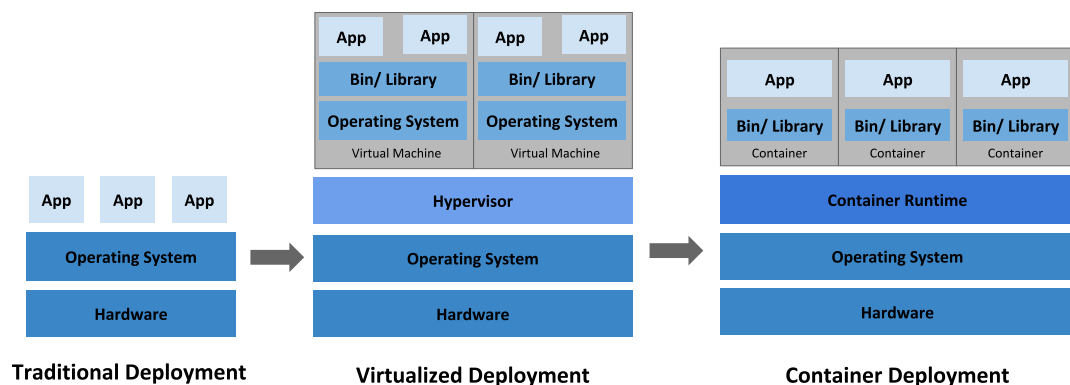 App App App
Operating System
Hardware
Traditional Deployment
App App App App
Bin/ Library Bin/ Library
Operating System Operating System
Virtual Machine Virtual Machine
Hypervisor
Operating System
Hardware
Virtualized Deployment
App App App
Bin/ Library Bin/ Library Bin/ Library
Container Container Container
Container Runtime
Operating System
Hardware
Container Deployment